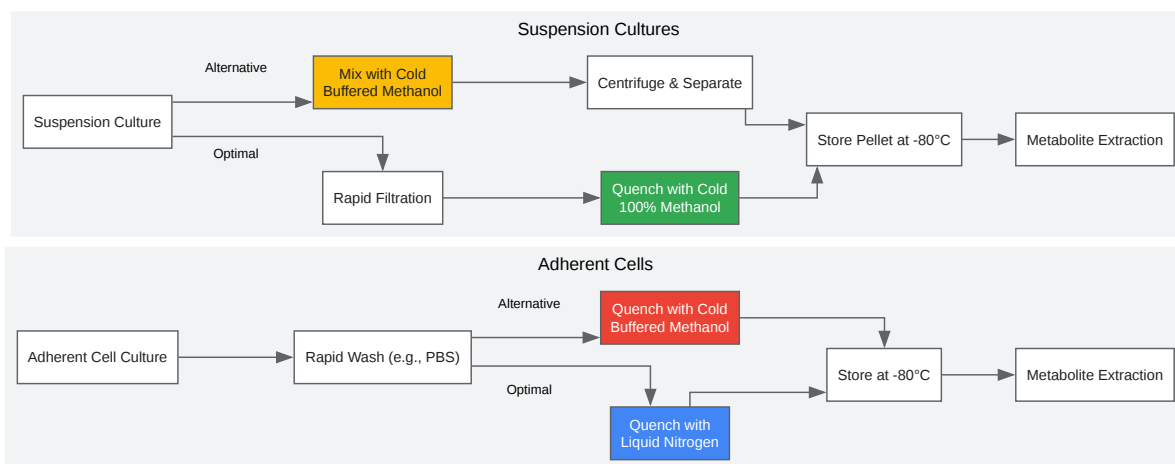 Suspension Cultures
Alternative
Mix with Cold
Buffered Methanol
Centrifuge & Separate
Suspension Culture
Optimal
Store Pellet at -80°C
Metabolite Extraction
Rapid Filtration
Quench with Cold
100% Methanol
Adherent Cells
Alternative
Quench with Cold
Buffered Methanol
Adherent Cell Culture
Rapid Wash (e.g., PBS)
Optimal
Store at -80°C
Metabolite Extraction
Quench with
Liquid Nitrogen